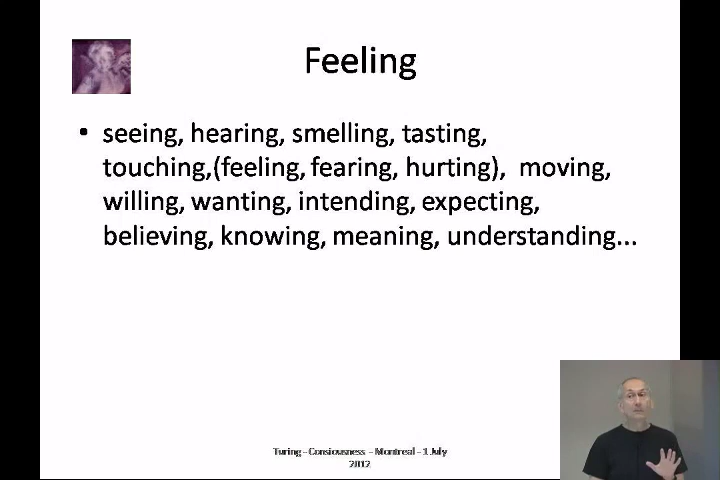 Feeling
• seeing, hearing, smelling, tasting,
touching,(feeling, fearing, hurting), moving,
willing, wanting, intending, expecting,
believing, knowing, meaning, understanding...
Turing - Consiousness - Montreal - 1 July
2012